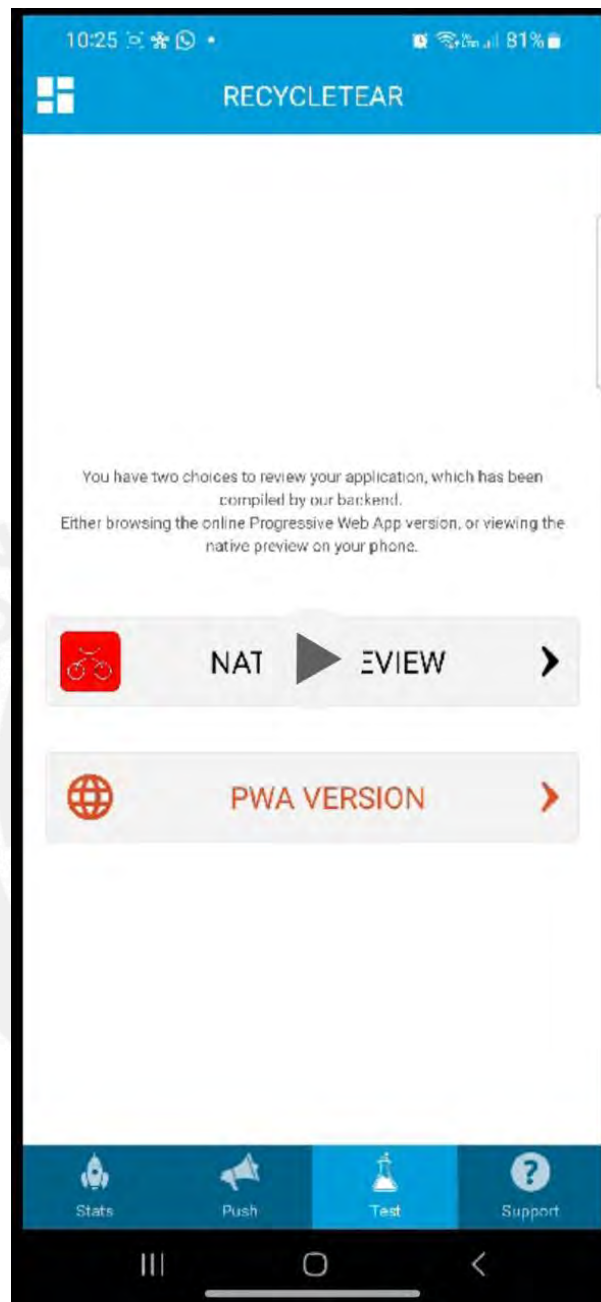 10:25
81%
RECYCLETEAR
You have two choices to review your application, which has been
compiled by our backend.
Either browsing the online Progressive Web App version, or viewing the
native preview on your phone.
NAT EVIEW
PWA VERSION
Stats
Push
Test
Support